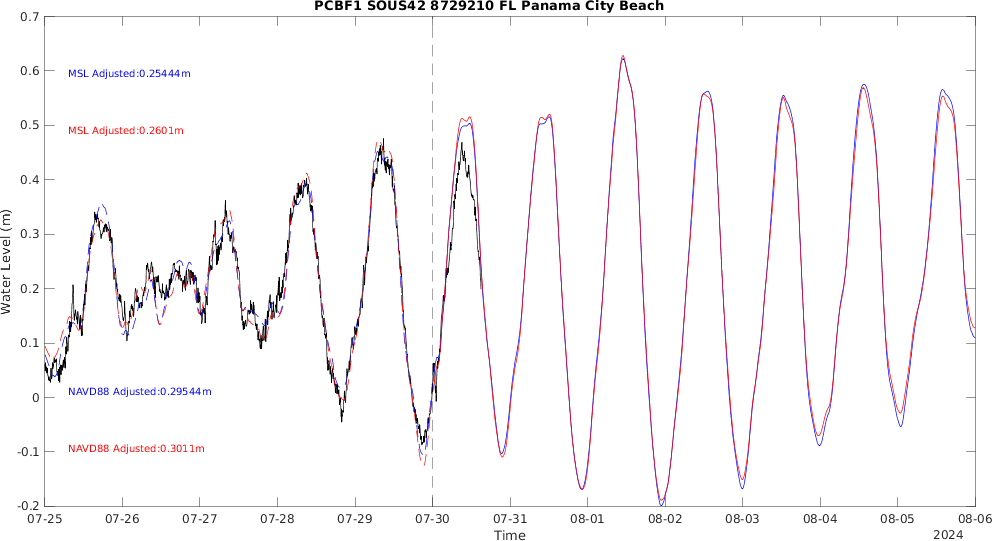 PCBF1 SOUS42 8729210 FL Panama City Beach
0.7
0.6
0.5
0.4
0.3
0.2
0.1
0
-0.1
-0.2
Water Level (m)
MSL Adjusted:0.25444m
MSL Adjusted:0.2601m
NAVD88 Adjusted:0.29544m
NAVD88 Adjusted:0.3011m
07-25 07-26 07-27 07-28 07-29 07-30 07-31 08-01 08-02 08-03 08-04 08-05 08-06
Time
2024